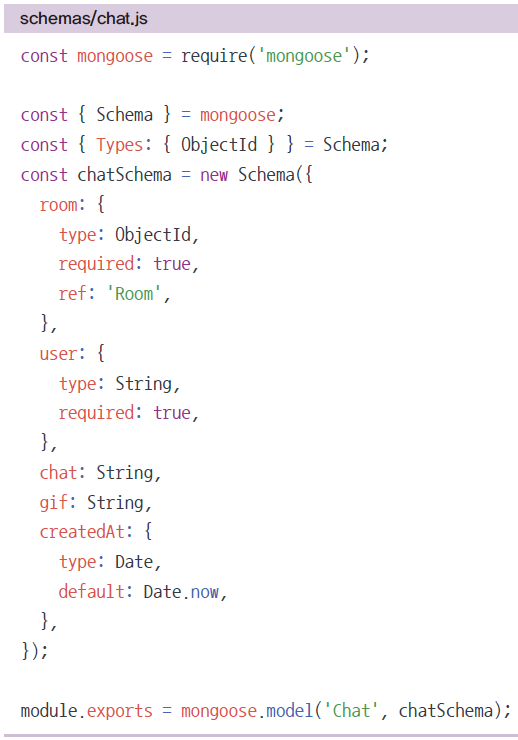 schemas/chat.js
const mongoose = require('mongoose');

const { Schema } = mongoose;
const { Types: { ObjectId } } = Schema;
const chatSchema = new Schema({
  room: {
    type: ObjectId,
    required: true,
    ref: 'Room',
  },
  user: {
    type: String,
    required: true,
  },
  chat: String,
  gif: String,
  createdAt: {
    type: Date,
    default: Date.now,
  },
});

module.exports = mongoose.model('Chat', chatSchema);